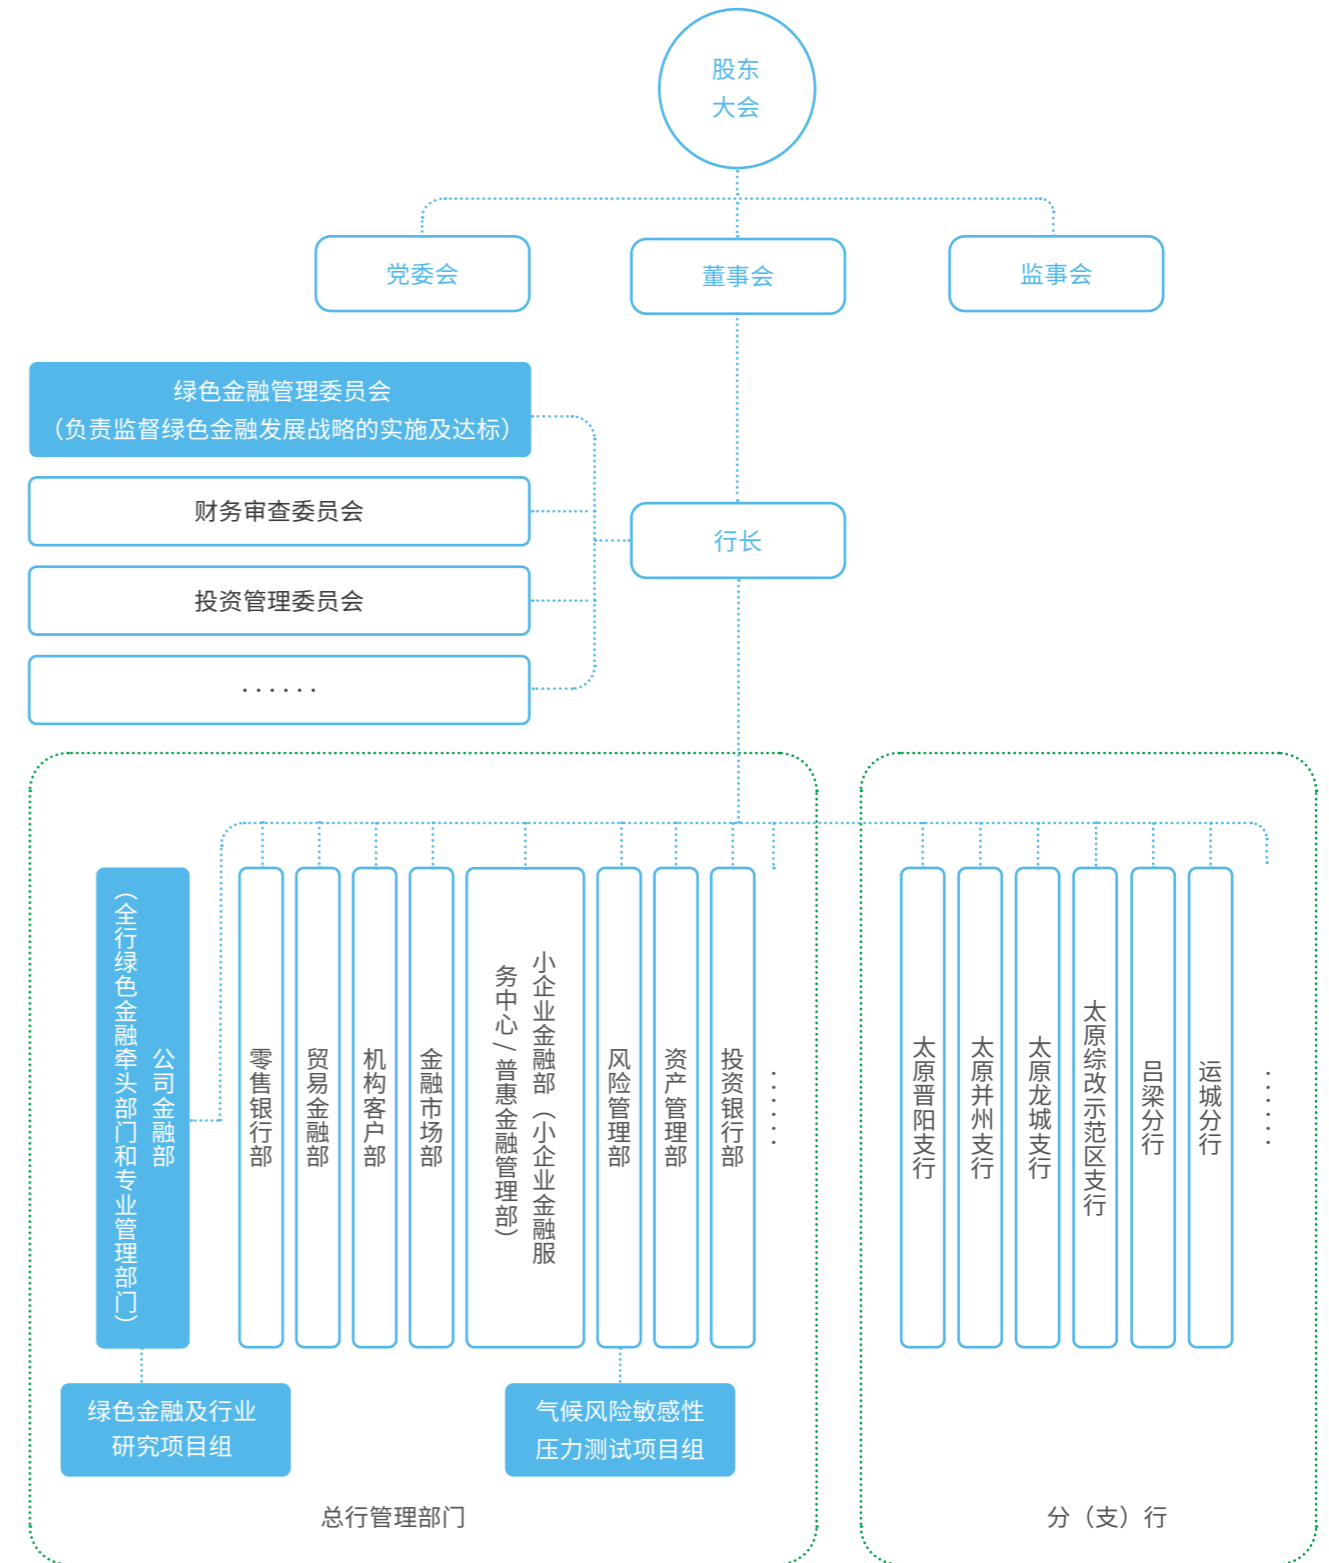 股东
大会
党委会
董事会
监事会
绿色金融管理委员会
（负责监督绿色金融发展战略的实施及达标）
财务审查委员会
投资管理委员会
······
行长
公司金融部
（全行绿色金融牵头部门和专业管理部门）
零售银行部
贸易金融部
机构客户部
金融市场部
小企业金融部（小企业金融服
务中心/普惠金融管理部）
风险管理部
资产管理部
投资银行部
······
太原晋阳支行
太原并州支行
太原龙城支行
太原综改示范区支行
吕梁分行
运城分行
······
绿色金融及行业
研究项目组
气候风险敏感性
压力测试项目组
总行管理部门
分（支）行